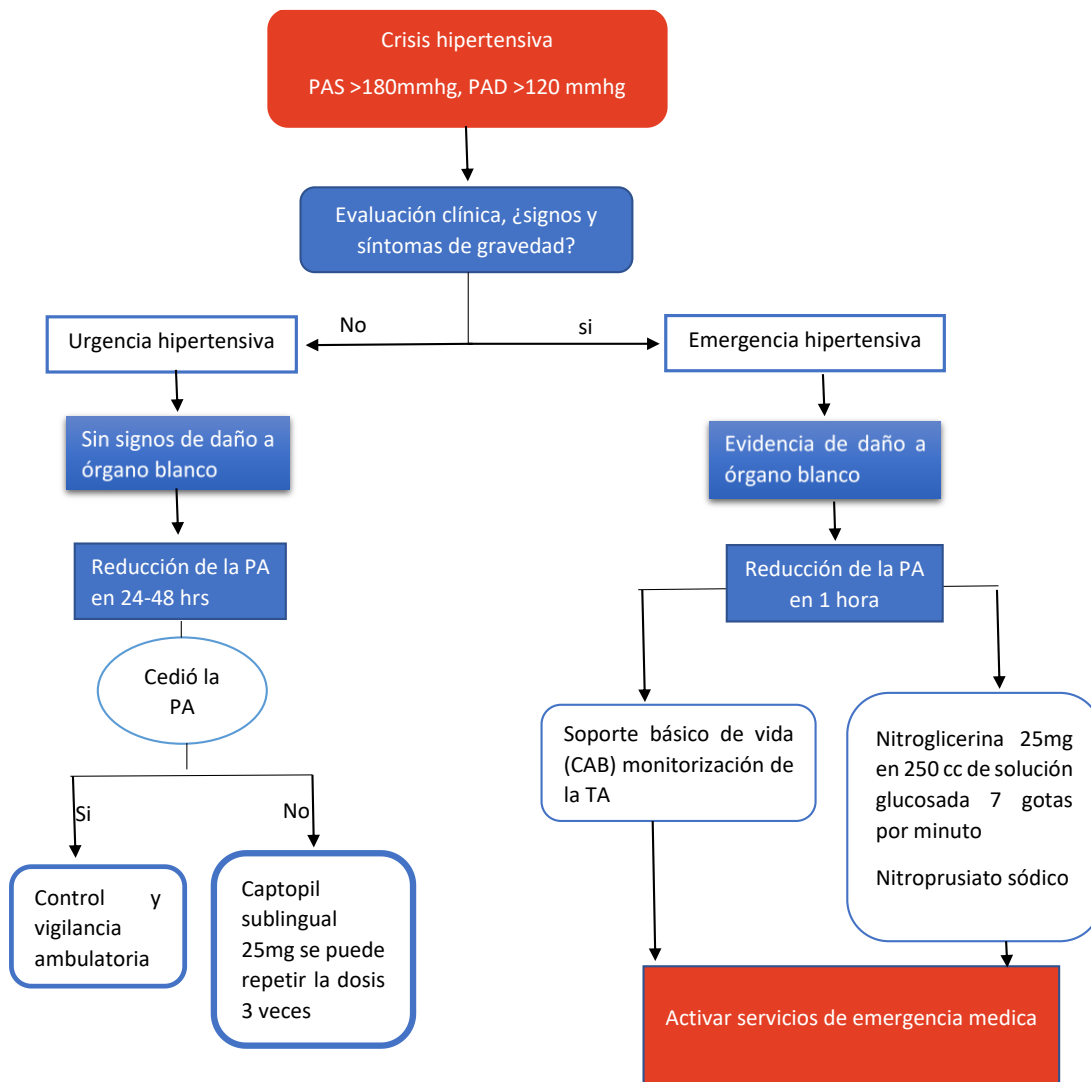 Crisis hipertensiva
PAS >180mmhg, PAD >120 mmhg
Evaluación clínica, ¿signos y
síntomas de gravedad?
No
si
Urgencia hipertensiva
Emergencia hipertensiva
Sin signos de daño a
órgano blanco
Evidencia de daño a
órgano blanco
Reducción de la PA
en 24-48 hrs
Reducción de la PA
en 1 hora
Cedió la
PA
Soporte básico de vida
(CAB) monitorización de
la TA
Nitroglicerina 25mg
en 250 cc de solución
glucosada 7 gotas
por minuto
Nitroprusiato sódico
Si
No
Control y
vigilancia
ambulatoria
Captopil
sublingual
25mg se puede
repetir la dosis
3 veces
Activar servicios de emergencia medica